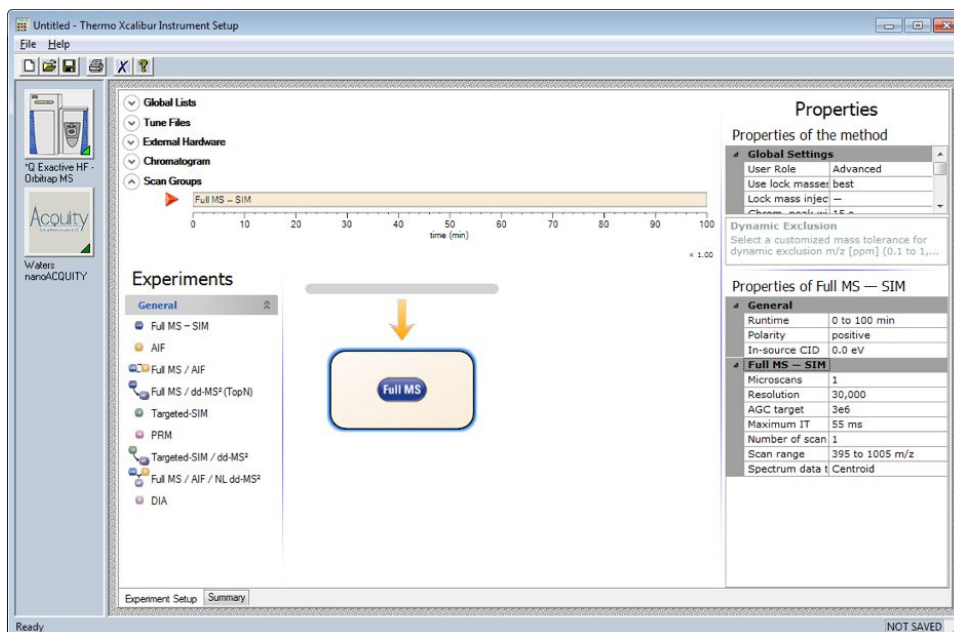 Untitled - Thermo Xcalibur Instrument Setup
File Help
*Q Exactive HF -
Orbitrap MS
Acquity
Waters
nanoACQUITY
Global Lists
Tune Files
External Hardware
Chromatogram
Scan Groups
Full MS – SIM
0 10 20 30 40 50 60 70 80 90 100
time (min)
× 1.00
Experiments
General
Full MS – SIM
AIF
Full MS / AIF
Full MS / dd-MS² (TopN)
Targeted-SIM
PRM
Targeted-SIM / dd-MS²
Full MS / AIF / NL dd-MS²
DIA
Full MS
Properties
Properties of the method
Global Settings
User Role Advanced
Use lock masses best
Lock mass injec —
Chrom. peak wi 15 s
Dynamic Exclusion
Select a customized mass tolerance for
dynamic exclusion m/z [ppm] (0.1 to 1,...
Properties of Full MS — SIM
General
Runtime 0 to 100 min
Polarity positive
In-source CID 0.0 eV
Full MS — SIM
Microscans 1
Resolution 30,000
AGC target 3e6
Maximum IT 55 ms
Number of scan 1
Scan range 395 to 1005 m/z
Spectrum data t Centroid
Experiment Setup Summary
Ready NOT SAVED